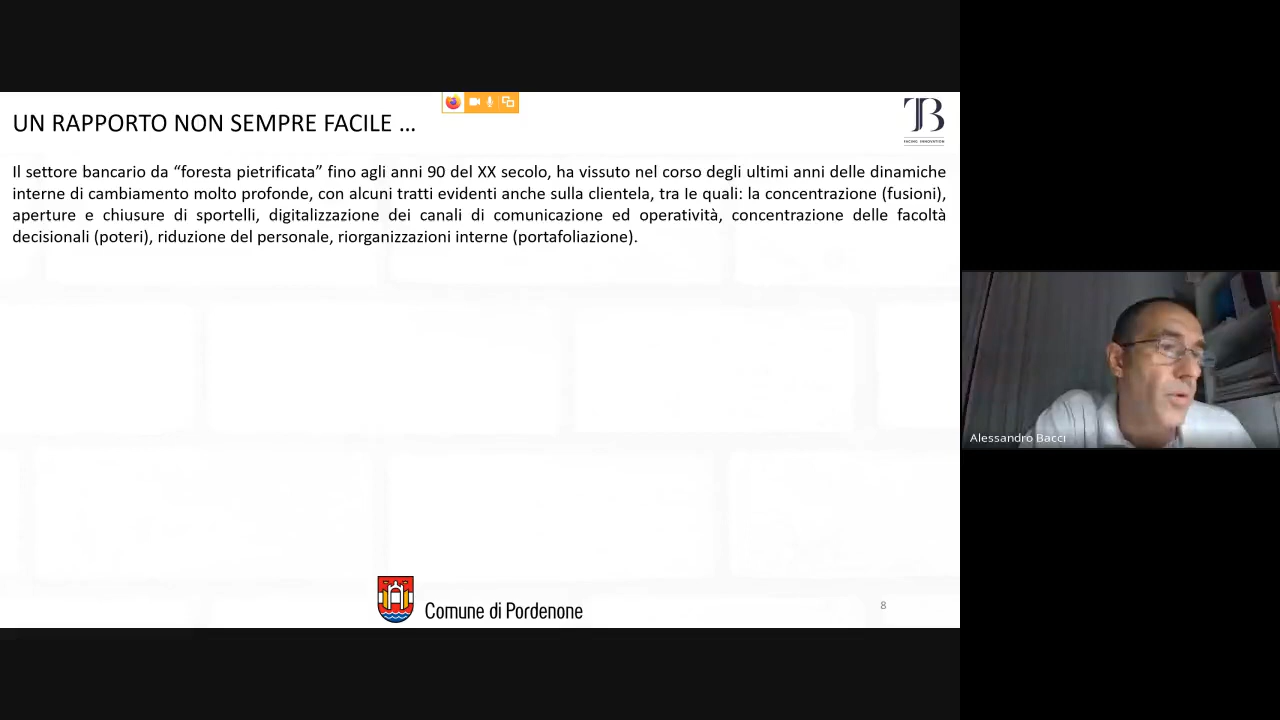 UN RAPPORTO NON SEMPRE FACILE ...
TB
FACING INNOVATION
Il settore bancario da “foresta pietrificata” fino agli anni 90 del XX secolo, ha vissuto nel corso degli ultimi anni delle dinamiche
interne di cambiamento molto profonde, con alcuni tratti evidenti anche sulla clientela, tra le quali: la concentrazione (fusioni),
aperture e chiusure di sportelli, digitalizzazione dei canali di comunicazione ed operatività, concentrazione delle facoltà
decisionali (poteri), riduzione del personale, riorganizzazioni interne (portafoliazione).
Alessandro Bacci
Comune di Pordenone
8